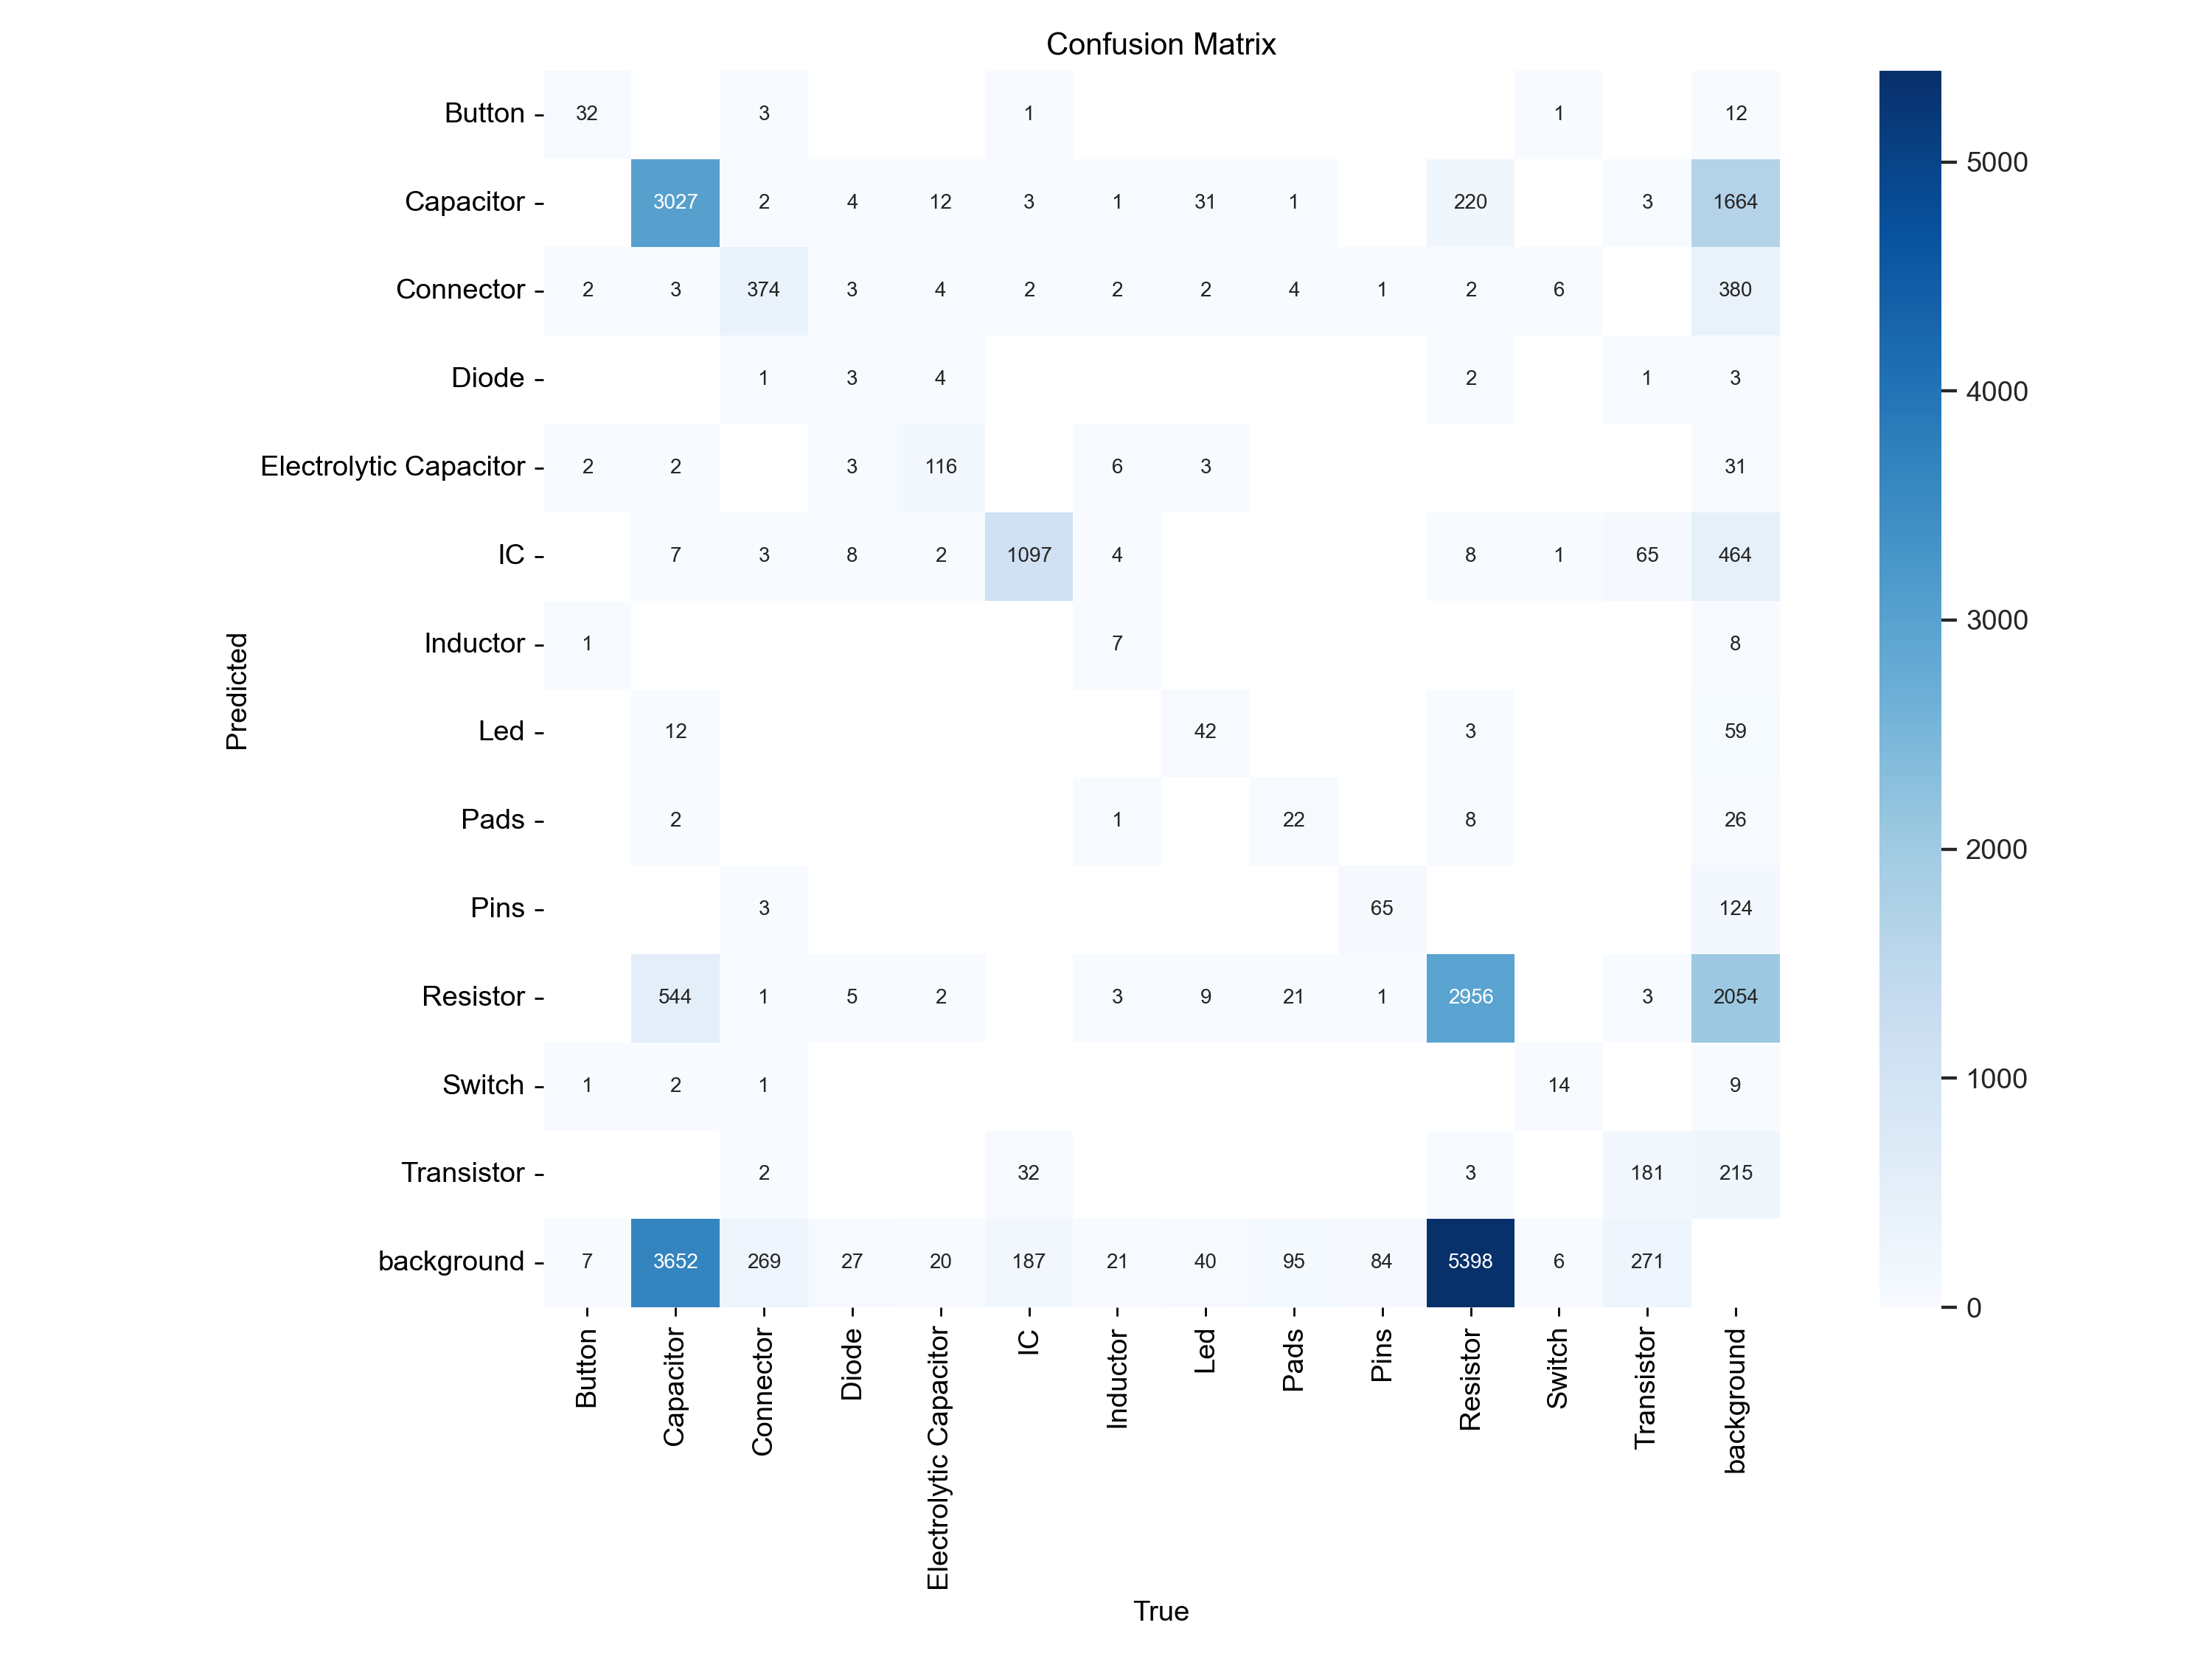 Confusion Matrix
Button 32 3 1 1 12
Capacitor 3027 2 4 12 3 1 31 1 220 3 1664
Connector 2 3 374 3 4 2 2 2 4 1 2 6 380
Diode 1 3 4 2 1 3
Electrolytic Capacitor 2 2 3 116 6 3 31
IC 7 3 8 2 1097 4 8 1 65 464
Inductor 1 7 8
Led 12 42 3 59
Pads 2 1 22 8 26
Pins 3 65 124
Resistor 544 1 5 2 3 9 21 1 2956 3 2054
Switch 1 2 1 14 9
Transistor 2 32 3 181 215
background 7 3652 269 27 20 187 21 40 95 84 5398 6 271
Predicted
Button
Capacitor
Connector
Diode
Electrolytic Capacitor
IC
Inductor
Led
Pads
Pins
Resistor
Switch
Transistor
background
True
5000
4000
3000
2000
1000
0